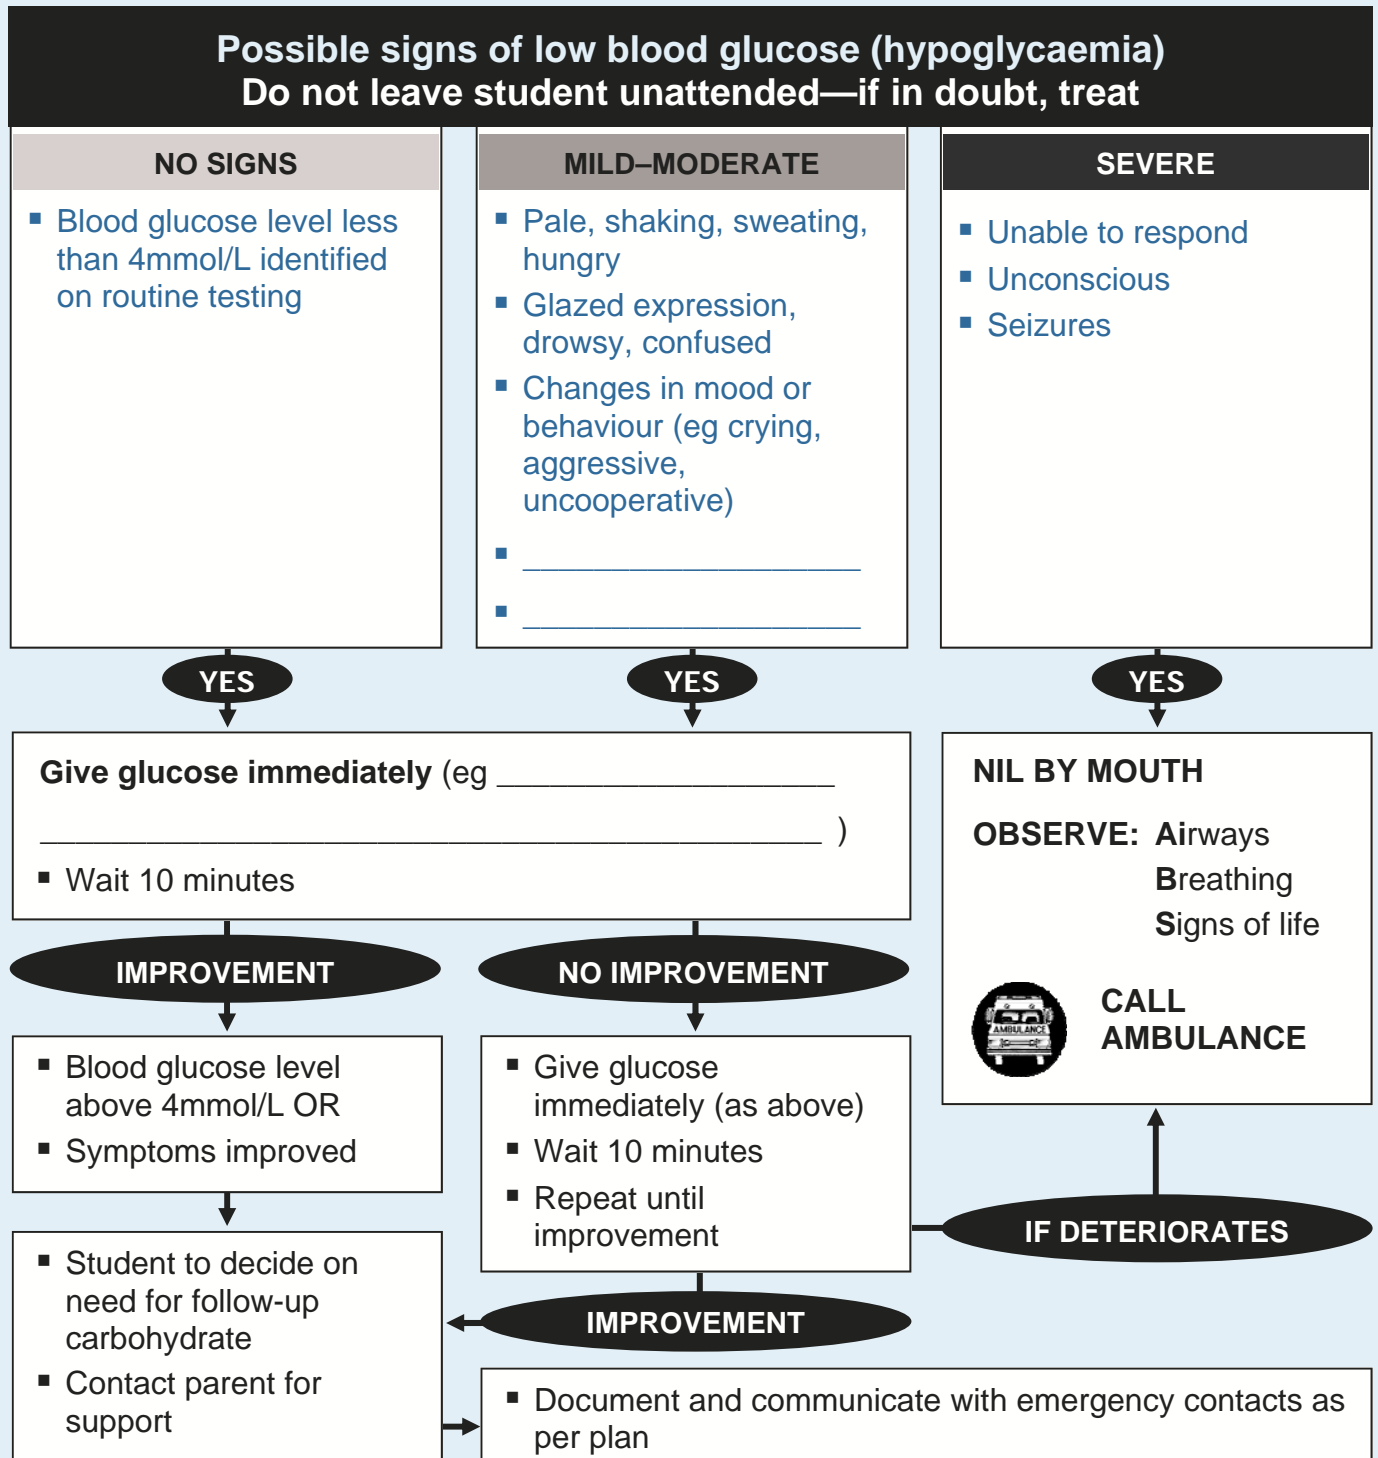 Possible signs of low blood glucose (hypoglycaemia)
Do not leave student unattended—if in doubt, treat
NO SIGNS
▪ Blood glucose level less
than 4mmol/L identified
on routine testing
MILD–MODERATE
▪ Pale, shaking, sweating,
hungry
▪ Glazed expression,
drowsy, confused
▪ Changes in mood or
behaviour (eg crying,
aggressive,
uncooperative)
▪ ___________________
▪ ___________________
SEVERE
▪ Unable to respond
▪ Unconscious
▪ Seizures
YES
YES
YES
Give glucose immediately (eg ___________________
____________________________________________ )
▪ Wait 10 minutes
NIL BY MOUTH
OBSERVE: Airways
Breathing
Signs of life
AMBULANCE
CALL
AMBULANCE
IMPROVEMENT
NO IMPROVEMENT
▪ Blood glucose level
above 4mmol/L OR
▪ Symptoms improved
▪ Give glucose
immediately (as above)
▪ Wait 10 minutes
▪ Repeat until
improvement
IF DETERIORATES
IMPROVEMENT
▪ Student to decide on
need for follow-up
carbohydrate
▪ Contact parent for
support
▪ Document and communicate with emergency contacts as
per plan